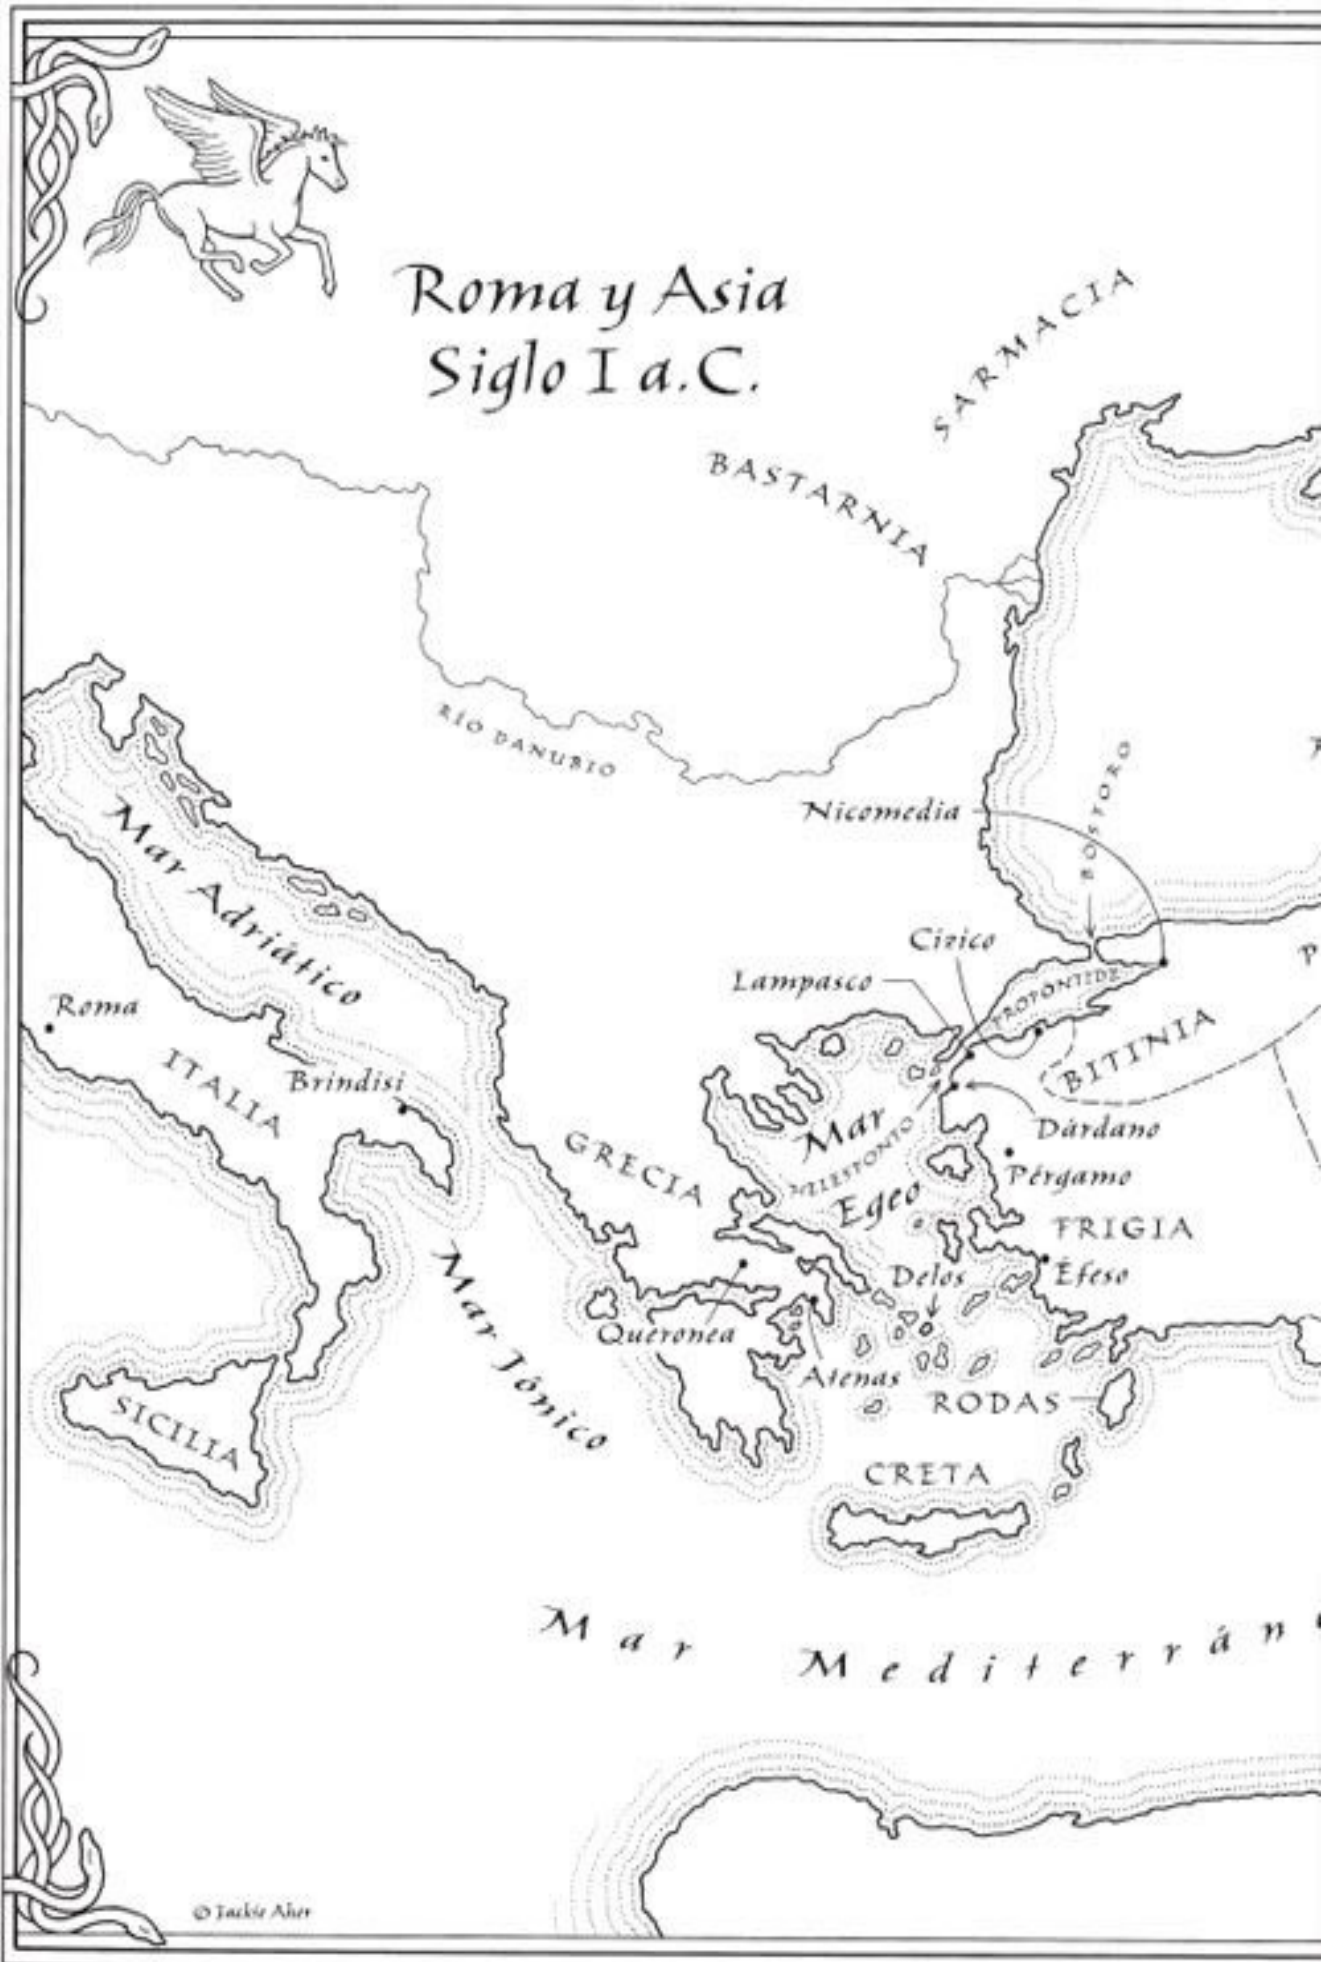 Roma y Asia
Siglo I a.C.
SARMACIA
BASTARNIA
RÍO DANUBIO
BOSFORO
Nicomedia
Mar Adriático
Cízico
Lampasco
PROPÓNTIDE
P
Roma
ITALIA
Brindisi
BITINIA
Mar
Egeo
HELESPONTO
Dárdano
Pérgamo
GRECIA
FRIGIA
Éfeso
Delos
Mar Jónico
Queronea
Atenas
RODAS
SICILIA
CRETA
Mar Mediterrán
© Jackie Aher